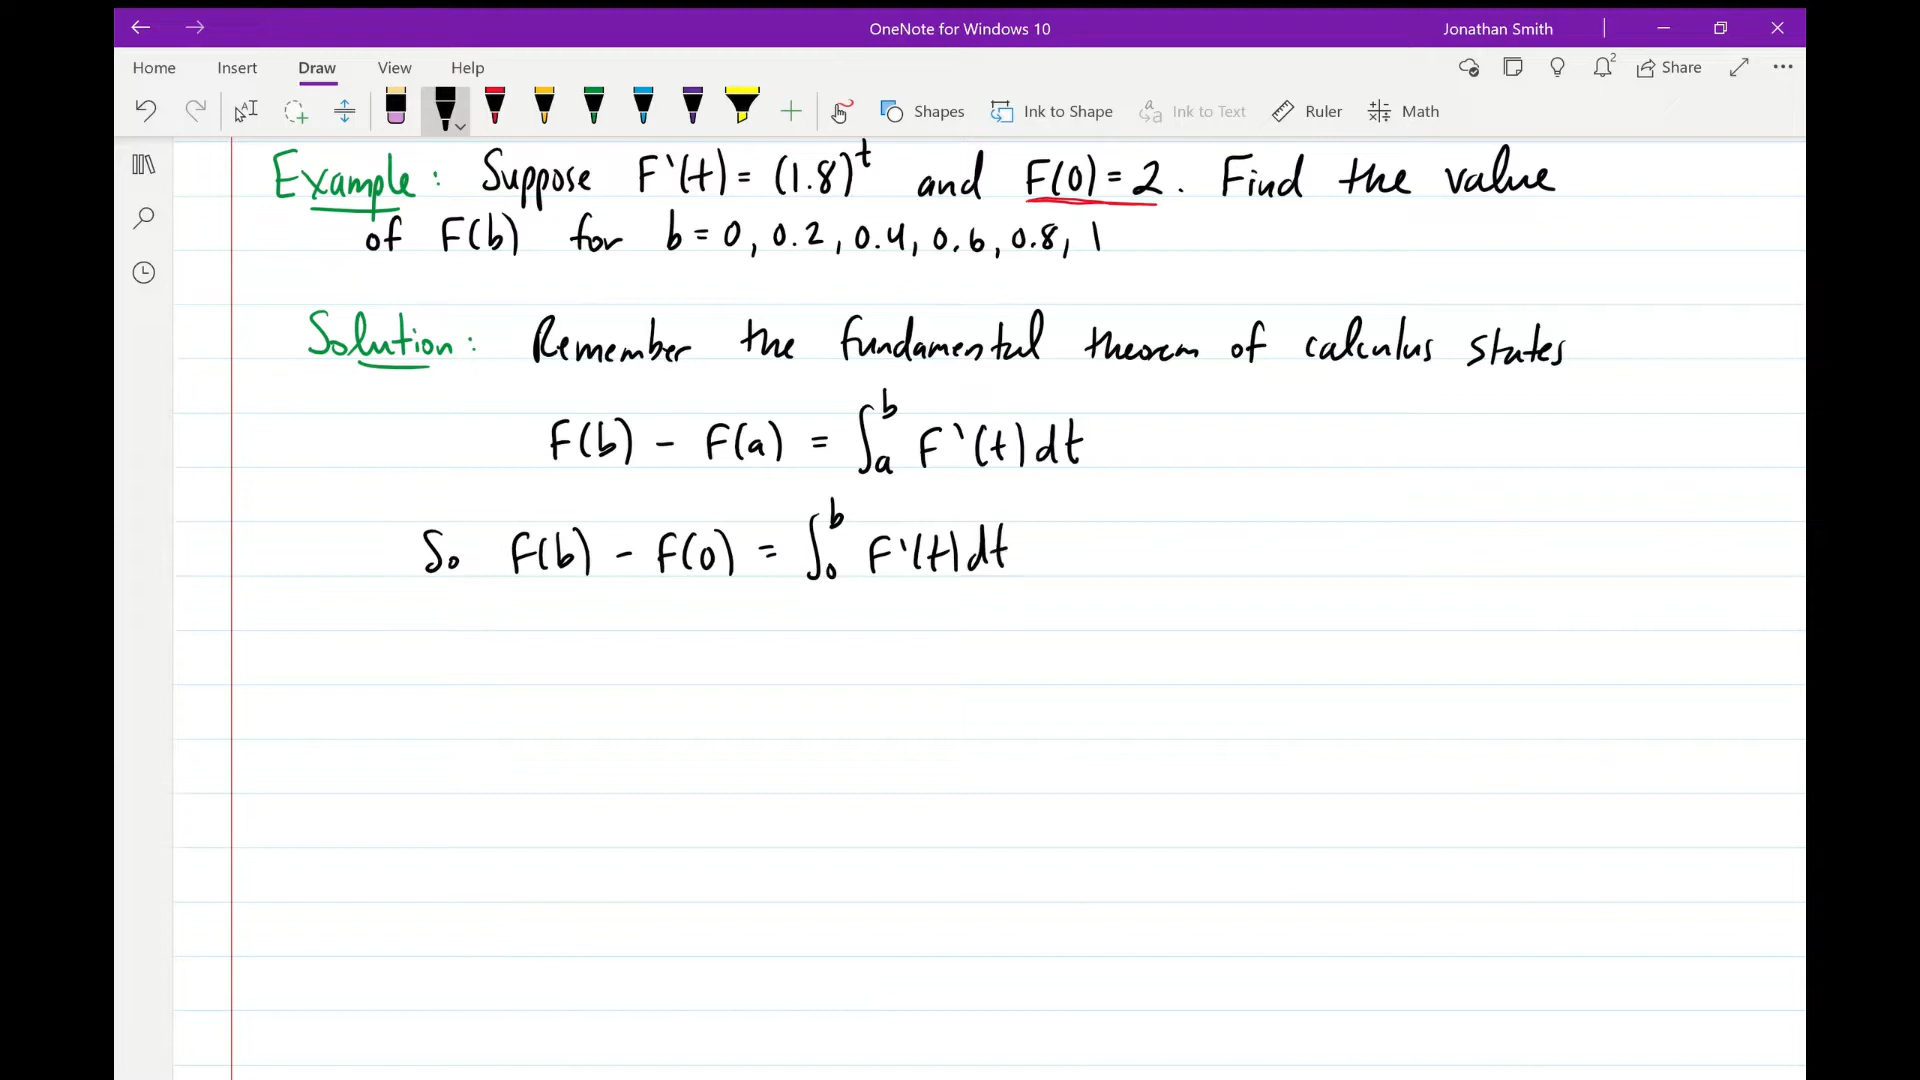 OneNote for Windows 10
Jonathan Smith
Home Insert Draw View Help
2 Share
Shapes Ink to Shape Ink to Text Ruler Math
Example: Suppose F'(t) = (1.8)^t and F(0) = 2. Find the value
of F(b) for b = 0, 0.2, 0.4, 0.6, 0.8, 1
Solution: Remember the fundamental theorem of calculus states
F(b) - F(a) = ∫_a^b F'(t) dt
So F(b) - F(0) = ∫_0^b F'(t) dt